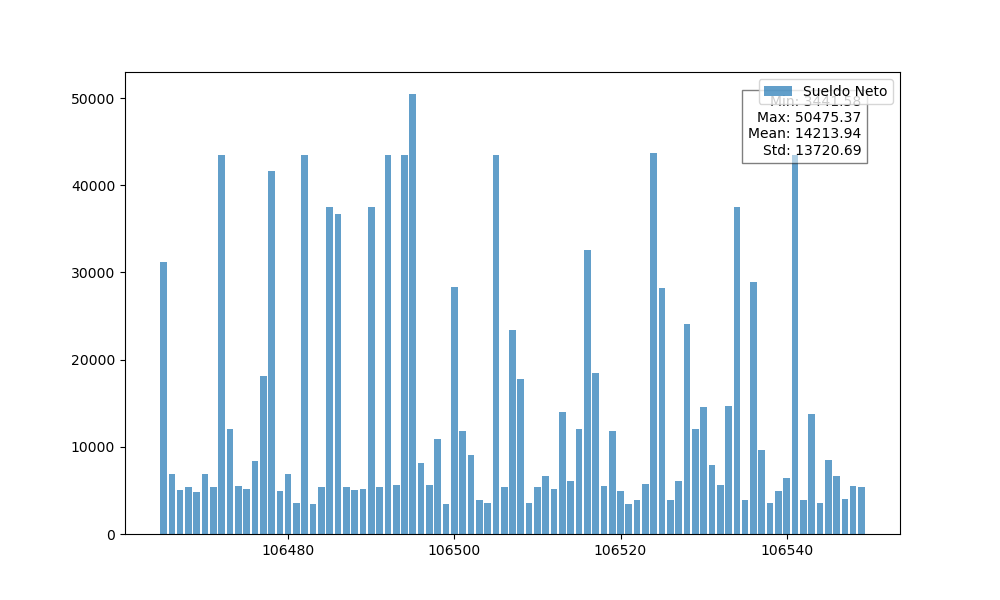 50000
40000
30000
20000
10000
0
106480
106500
106520
106540
Sueldo Neto
Min: 3441.58
Max: 50475.37
Mean: 14213.94
Std: 13720.69